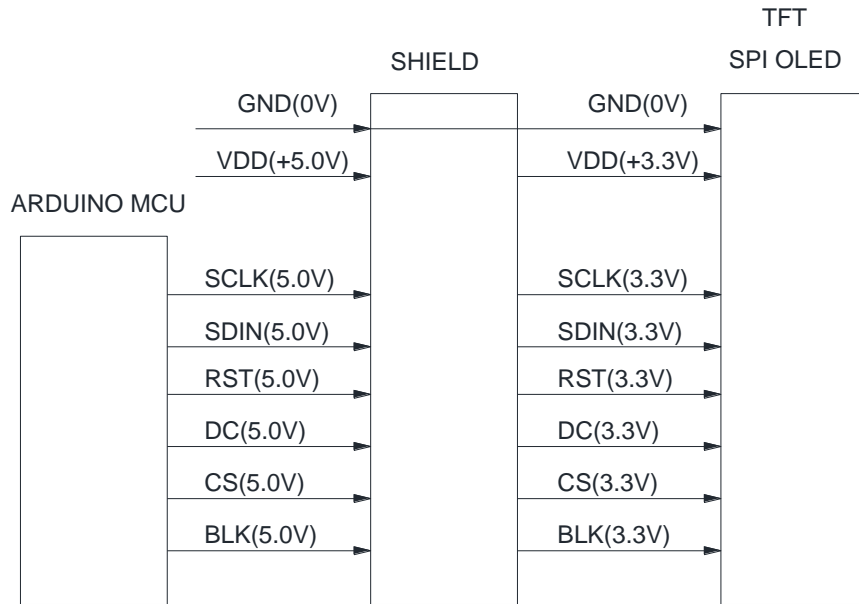 TFT
SHIELD
SPI OLED
GND(0V)
GND(0V)
VDD(+5.0V)
VDD(+3.3V)
ARDUINO MCU
SCLK(5.0V)
SCLK(3.3V)
SDIN(5.0V)
SDIN(3.3V)
RST(5.0V)
RST(3.3V)
DC(5.0V)
DC(3.3V)
CS(5.0V)
CS(3.3V)
BLK(5.0V)
BLK(3.3V)